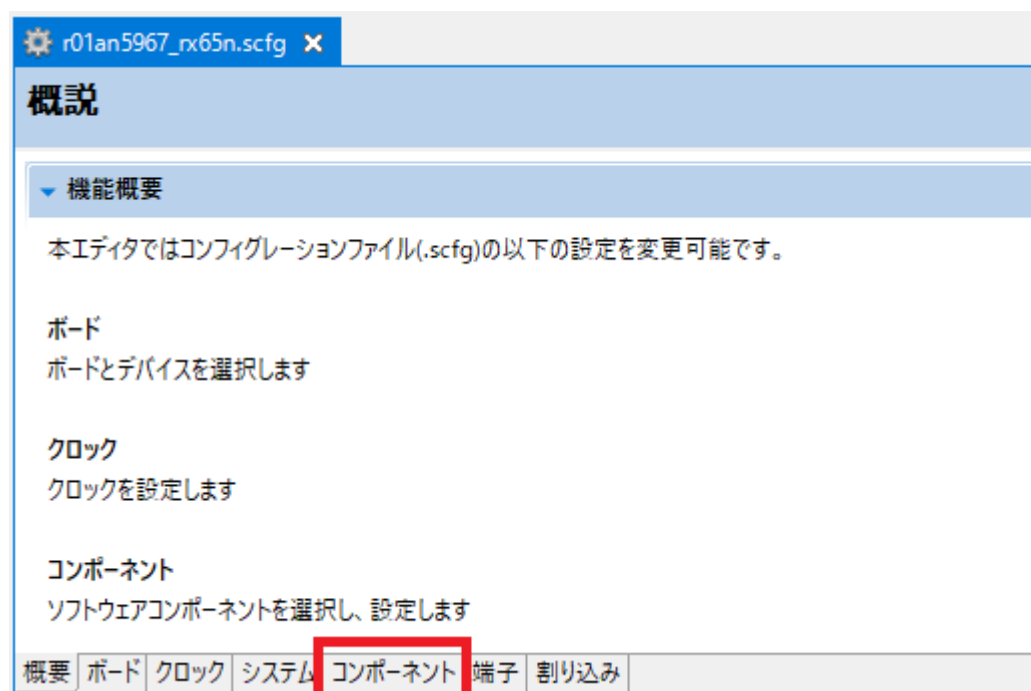 r01an5967_rx65n.scfg
概説
機能概要
本エディタではコンフィグレーションファイル(.scfg)の以下の設定を変更可能です。
ボード
ボードとデバイスを選択します
クロック
クロックを設定します
コンポーネント
ソフトウェアコンポーネントを選択し、設定します
概要 ボード クロック システム コンポーネント 端子 割り込み